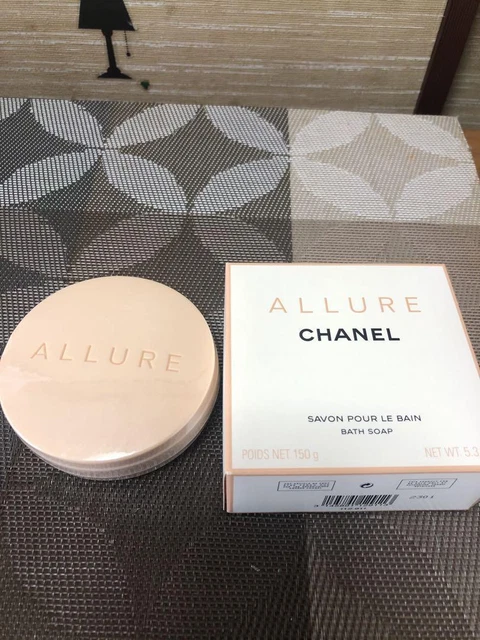 ALLURE
ALLURE
CHANEL
SAVON POUR LE BAIN
BATH SOAP
POIDS NET 150 g
NET WT. 5.3